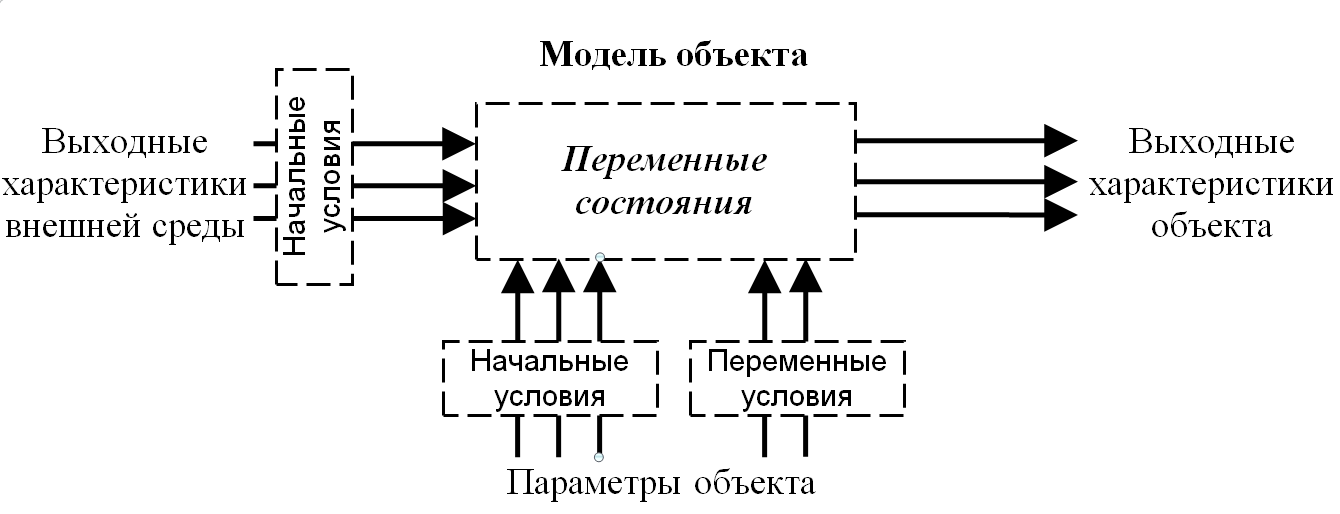 Модель объекта
Выходные
характеристики
внешней среды
Начальные
условия
Переменные
состояния
Выходные
характеристики
объекта
Начальные
условия
Переменные
условия
Параметры объекта